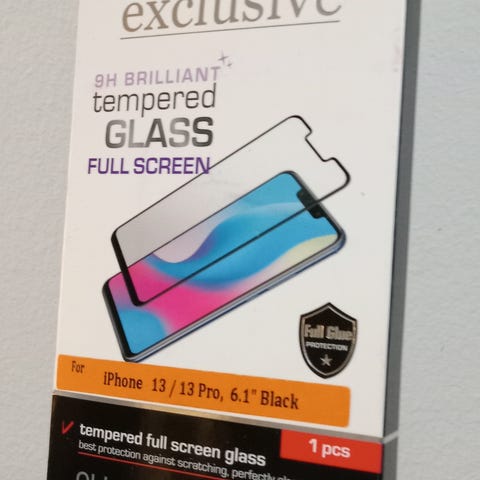 exclusive
9H BRILLIANT
tempered
GLASS
FULL SCREEN
Full Glue
PROTECTION
For iPhone 13 / 13 Pro, 6.1" Black
tempered full screen glass
1 pcs
best protection against scratching, perfectly